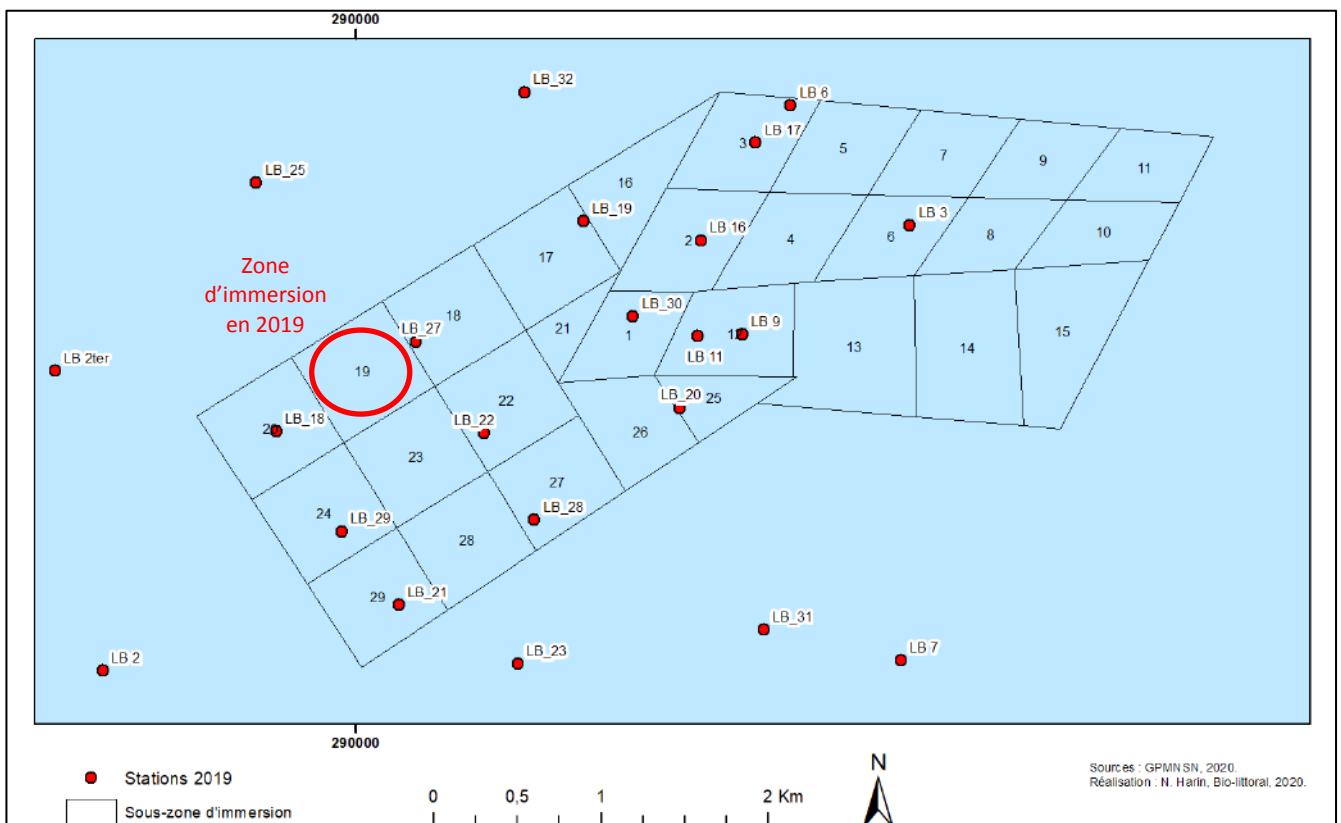 290000
LB_32
LB 6
LB 17
3
5
7
9
11
LB_25
16
LB_19
LB 3
LB 16
2
4
6
8
10
17
Zone
d'immersion
en 2019
LB_30
18
21
1
LB 9
12
LB_27
LB 11
13
14
15
LB 2ter
19
LB_20
25
22
LB_18
20
LB_22
26
23
27
24
LB_29
LB_28
28
29
LB_21
LB_31
LB_23
LB 7
LB 2
290000
N
Stations 2019
Sous-zone d'immersion
0 0,5 1 2 Km
Sources : GPMNSN, 2020.
Réalisation : N. Harin, Bio-littoral, 2020.